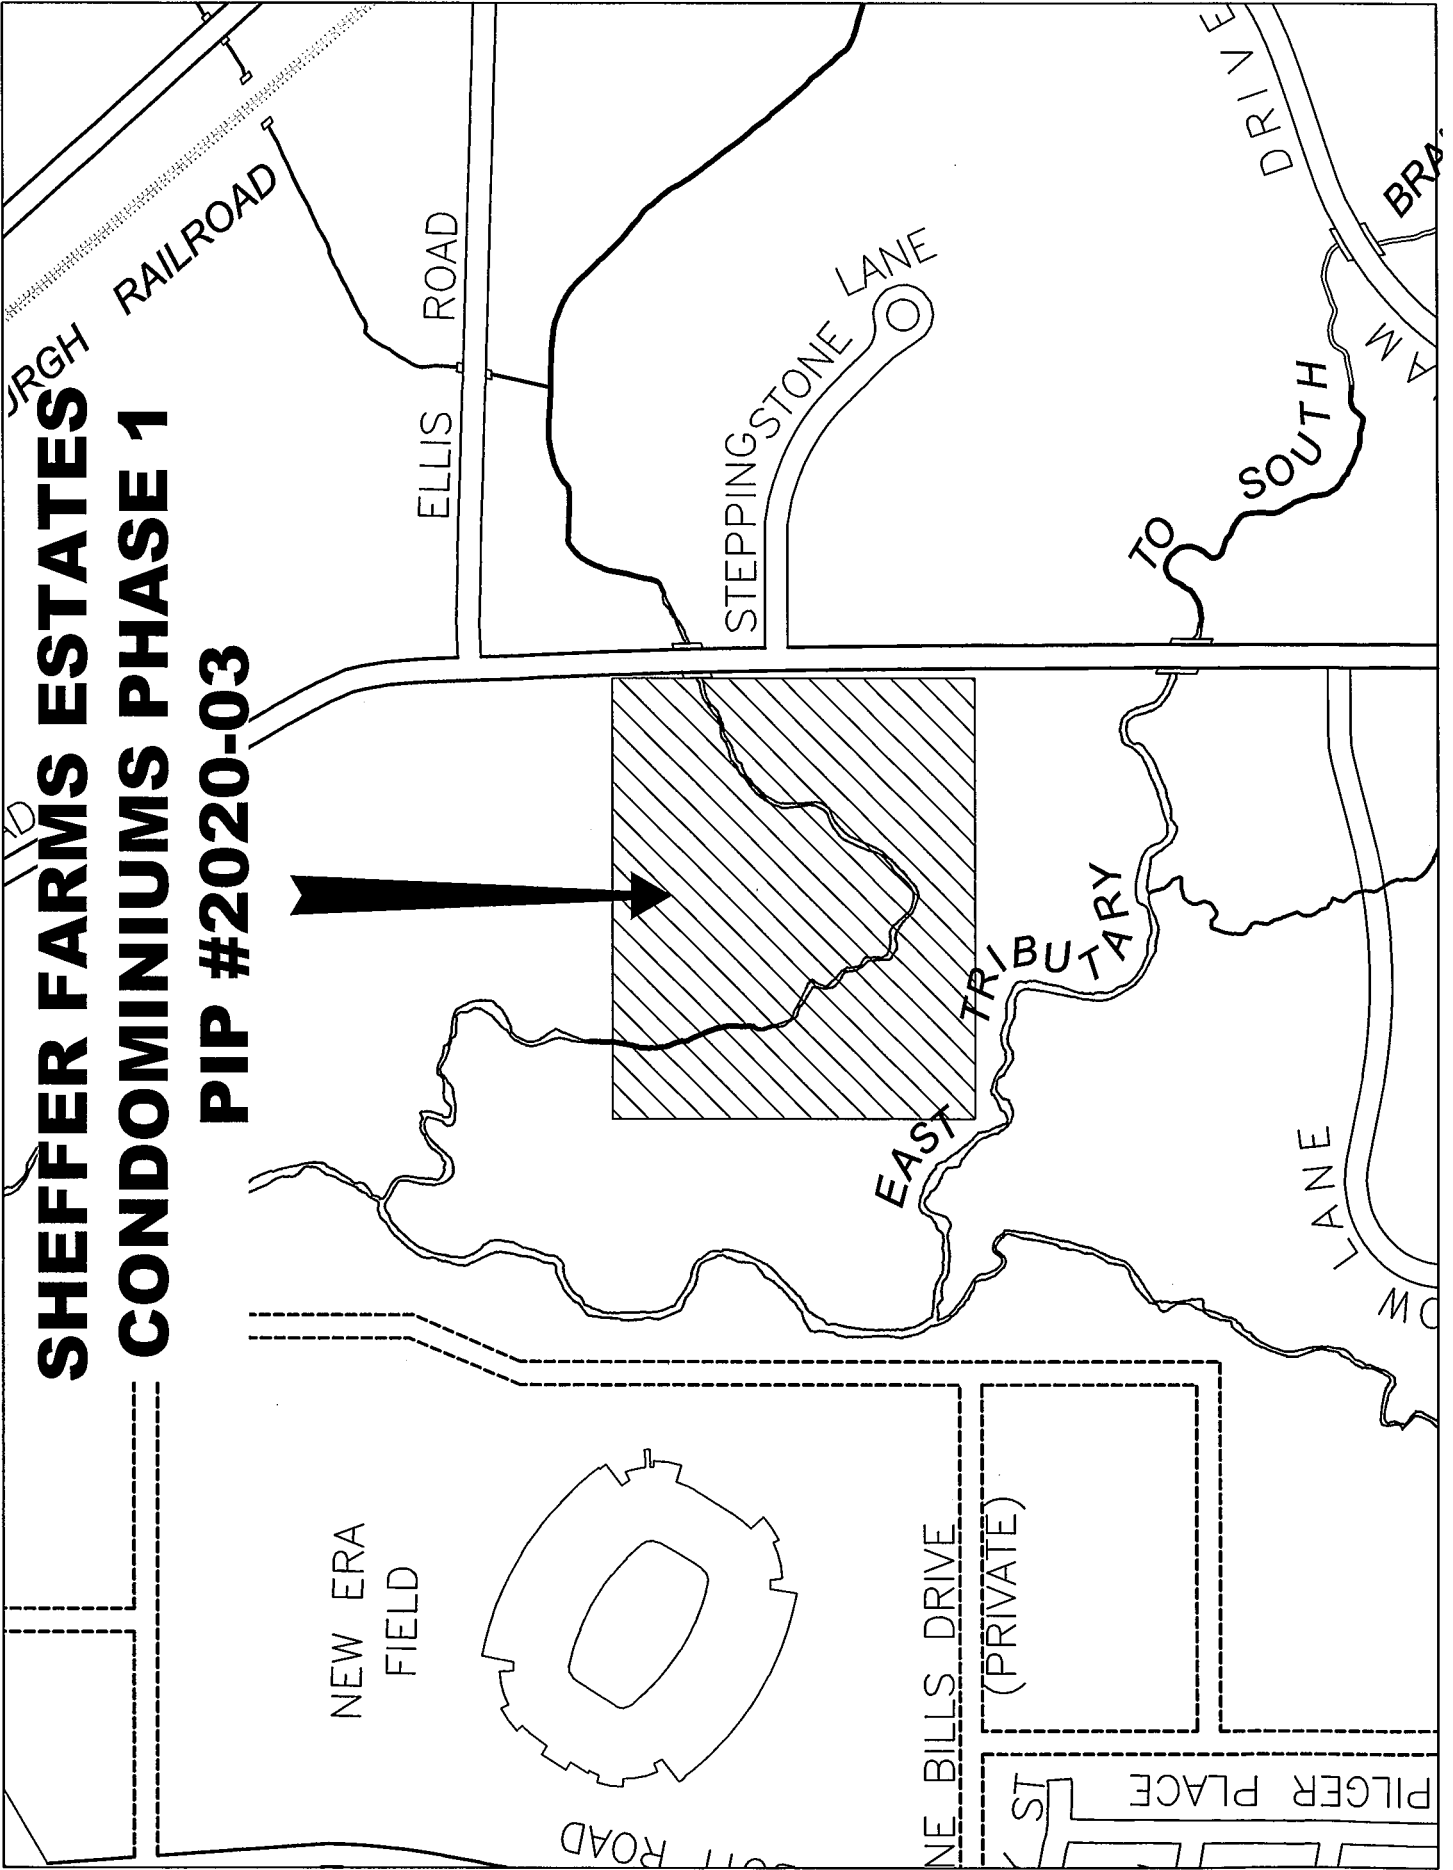 SHEFFER FARMS ESTATES
CONDOMINIUMS PHASE 1
PIP #2020-03
RAILROAD
ELLIS ROAD
STEPPINGSTONE LANE
DRIVE
EAST TRIBUTARY TO SOUTH
LANE
NEW ERA
FIELD
BILLS DRIVE
(PRIVATE)
ROAD
ST
PILGER PLACE